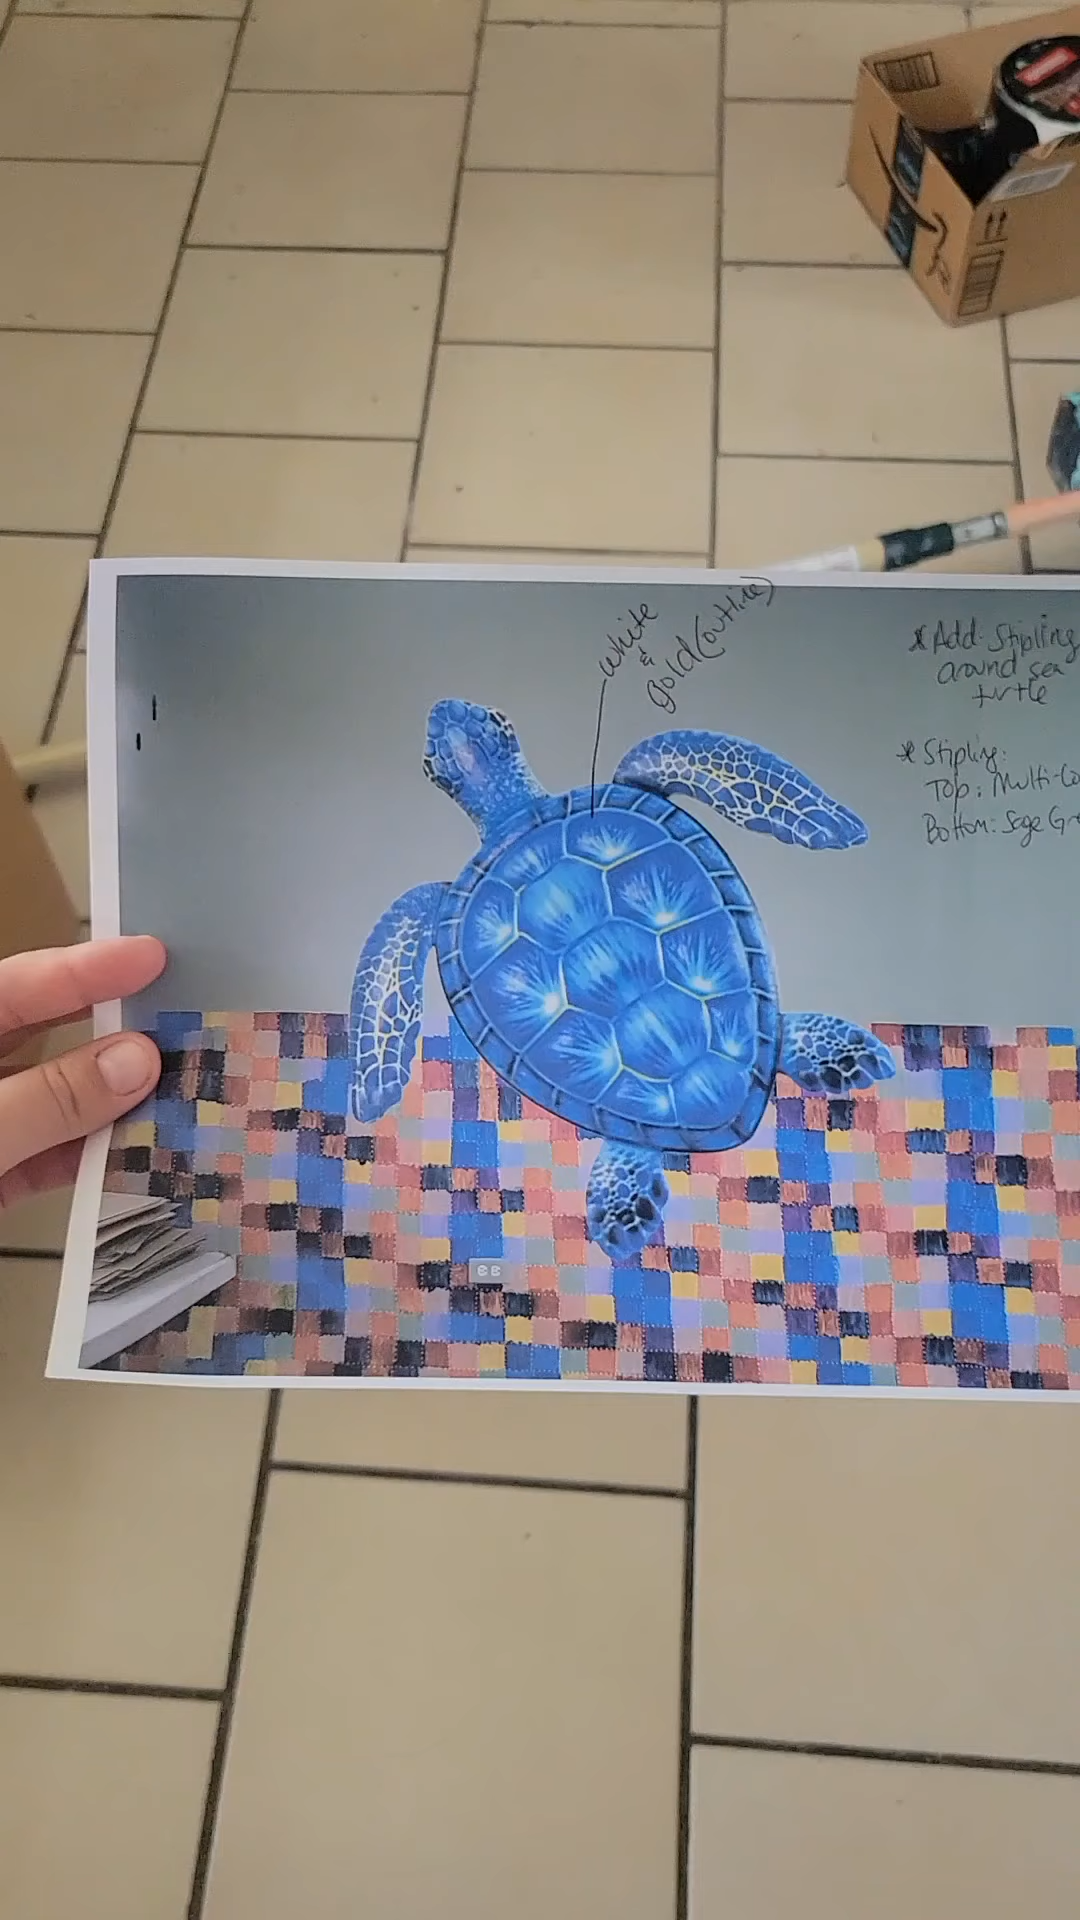 White
&
Gold (outline)
* Add Stipling
around sea
turtle
* Stipling:
Top: Multi-Co
Bottom: Sage Gr